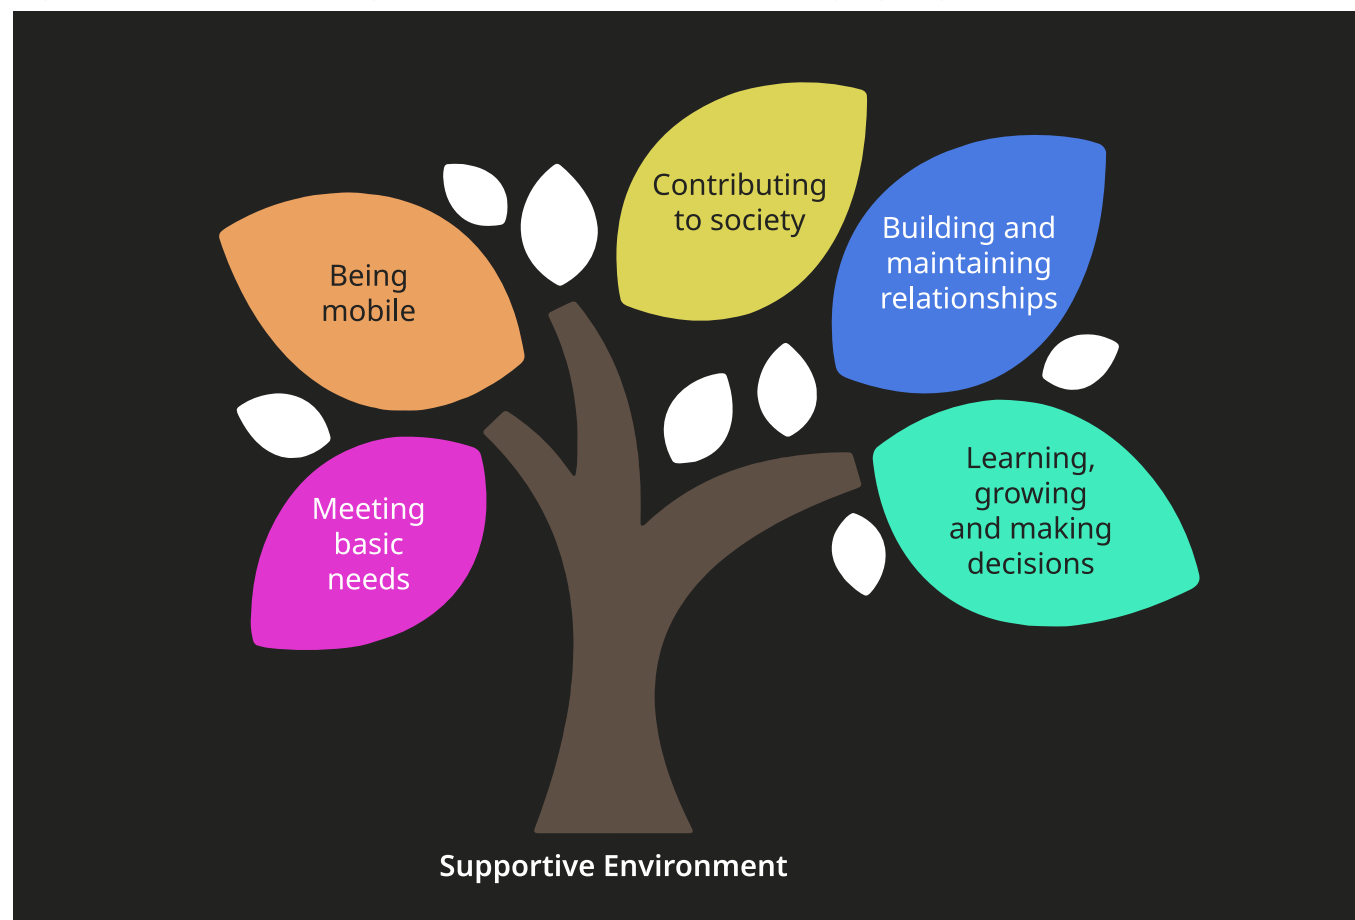 Contributing
to society
Building and
maintaining
relationships
Being
mobile
Learning,
growing
and making
decisions
Meeting
basic
needs
Supportive Environment